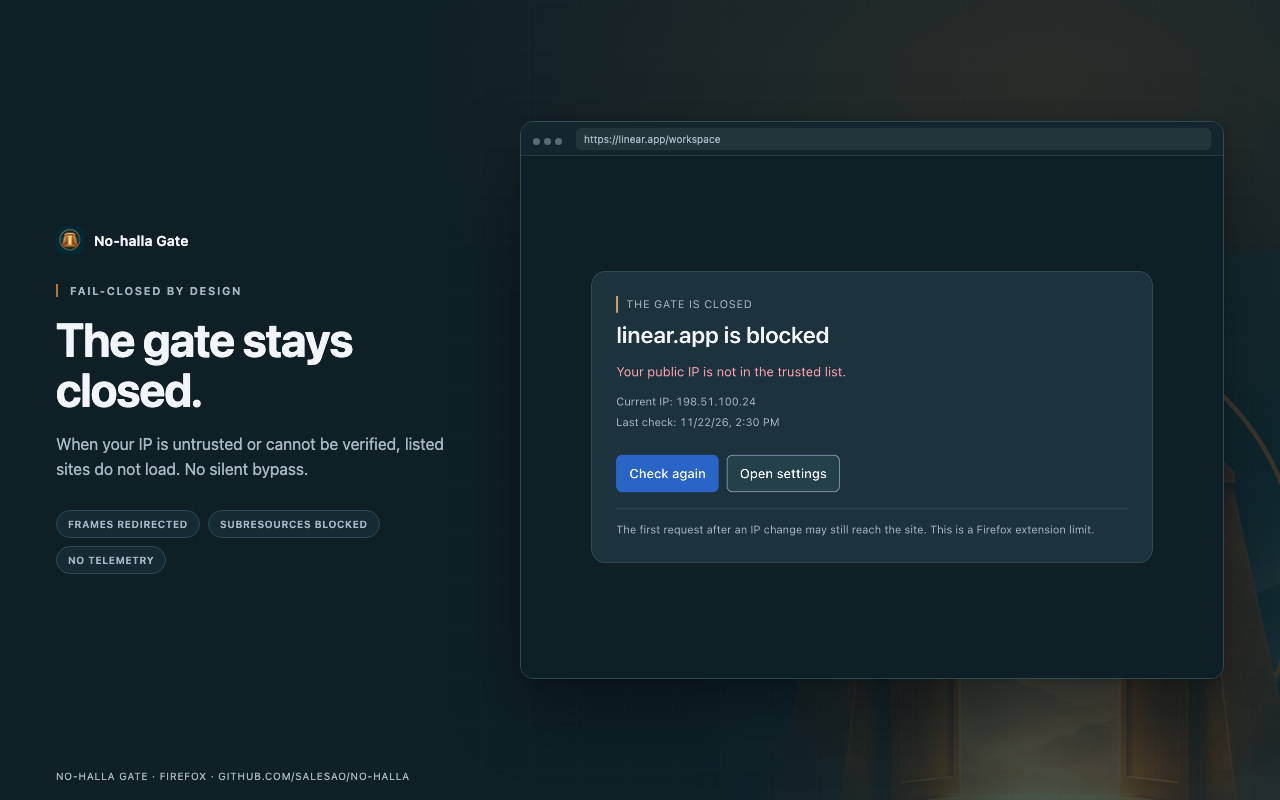 No-halla Gate
FAIL-CLOSED BY DESIGN
The gate stays
closed.
When your IP is untrusted or cannot be verified, listed
sites do not load. No silent bypass.
FRAMES REDIRECTED
SUBRESOURCES BLOCKED
NO TELEMETRY
NO-HALLA GATE · FIREFOX · GITHUB.COM/SALESAO/NO-HALLA
https://linear.app/workspace
THE GATE IS CLOSED
linear.app is blocked
Your public IP is not in the trusted list.
Current IP: 198.51.100.24
Last check: 11/22/26, 2:30 PM
Check again
Open settings
The first request after an IP change may still reach the site. This is a Firefox extension limit.